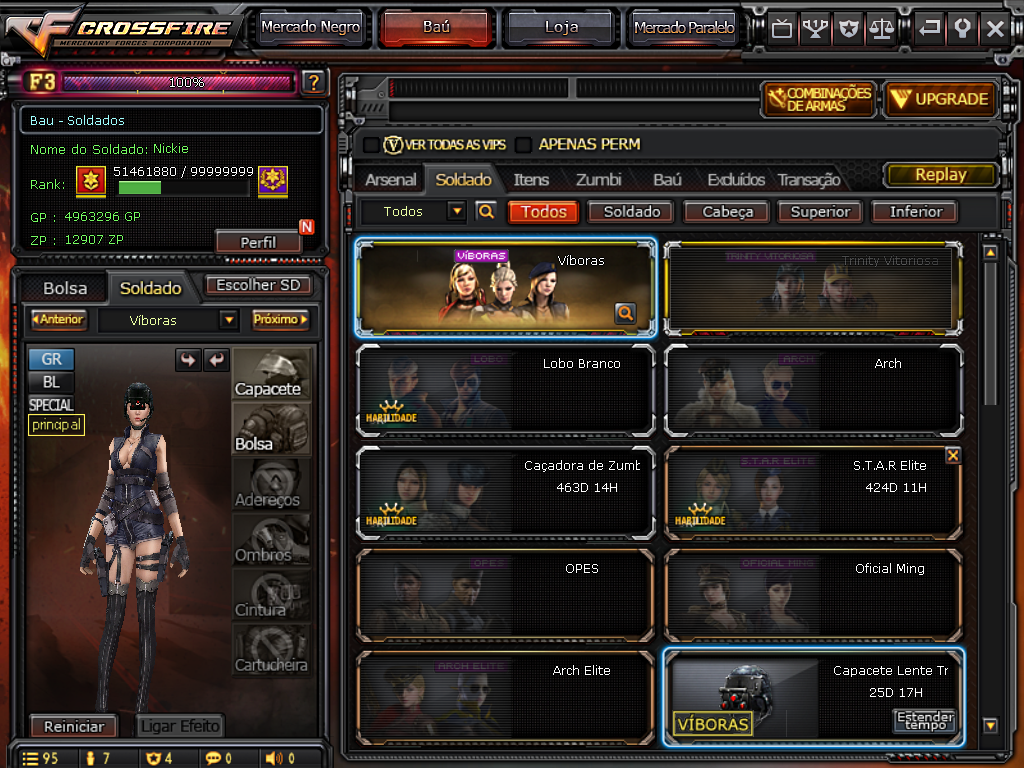 CROSSFIRE
MERCENARY FORCES CORPORATION
Mercado Negro
Baú
Loja
Mercado Paralelo
F3
100%
?
Bau - Soldados
Nome do Soldado: Nickie
Rank:
51461880 / 99999999
GP : 4963296 GP
ZP : 12907 ZP
N
Perfil
Bolsa
Soldado
Escolher SD
Anterior
Víboras
Próximo
GR
BL
SPECIAL
principal
Capacete
Bolsa
Adereços
Ombros
Cintura
Cartucheira
Reiniciar
Ligar Efeito
95
7
4
0
0
COMBINAÇÕES
DE ARMAS
UPGRADE
VER TODAS AS VIPS
APENAS PERM
Arsenal
Soldado
Itens
Zumbi
Baú
Exduídos
Transação
Replay
Todos
Todos
Soldado
Cabeça
Superior
Inferior
VÍBORAS
Víboras
TRINITY VITORIOSA
Trinity Vitoriosa
LOBO
Lobo Branco
HABILIDADE
ARCH
Arch
Caçadora de Zumb
463D 14H
HABILIDADE
S.T.A.R ELITE
S.T.A.R Elite
424D 11H
HABILIDADE
OPES
OPES
OFICIAL MING
Oficial Ming
ARCH ELITE
Arch Elite
Capacete Lente Tr
25D 17H
VÍBORAS
Estender
tempo